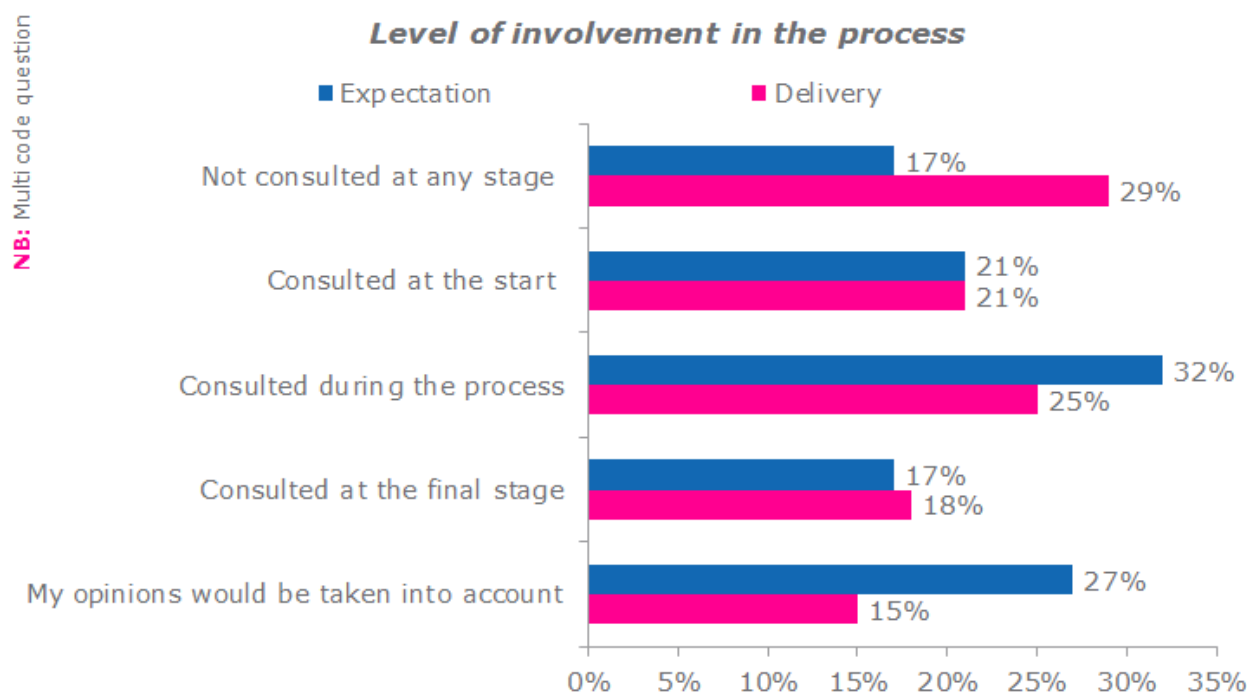 Level of involvement in the process
NB: Multi code question
Expectation
Delivery
Not consulted at any stage
17%
29%
Consulted at the start
21%
21%
Consulted during the process
32%
25%
Consulted at the final stage
17%
18%
My opinions would be taken into account
27%
15%
0% 5% 10% 15% 20% 25% 30% 35%